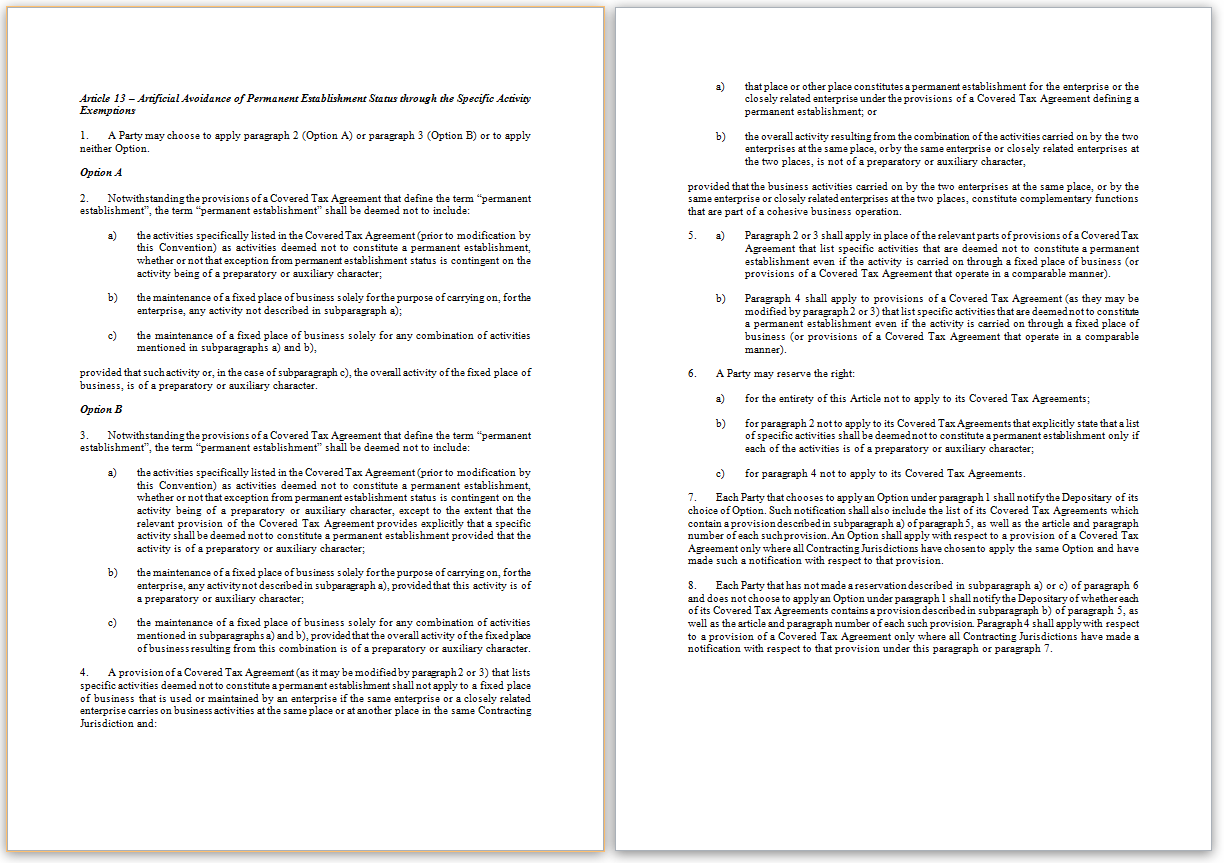 Article 13 – Artificial Avoidance of Permanent Establishment Status through the Specific Activity
Exemptions
1. A Party may choose to apply paragraph 2 (Option A) or paragraph 3 (Option B) or to apply
neither Option.
Option A
2. Notwithstanding the provisions of a Covered Tax Agreement that define the term “permanent
establishment”, the term “permanent establishment” shall be deemed not to include:
a) the activities specifically listed in the Covered Tax Agreement (prior to modification by
this Convention) as activities deemed not to constitute a permanent establishment,
whether or not that exception from permanent establishment status is contingent on the
activity being of a preparatory or auxiliary character;
b) the maintenance of a fixed place of business solely for the purpose of carrying on, for the
enterprise, any activity not described in subparagraph a);
c) the maintenance of a fixed place of business solely for any combination of activities
mentioned in subparagraphs a) and b),
provided that such activity or, in the case of subparagraph c), the overall activity of the fixed place of
business, is of a preparatory or auxiliary character.
Option B
3. Notwithstanding the provisions of a Covered Tax Agreement that define the term “permanent
establishment”, the term “permanent establishment” shall be deemed not to include:
a) the activities specifically listed in the Covered Tax Agreement (prior to modification by
this Convention) as activities deemed not to constitute a permanent establishment,
whether or not that exception from permanent establishment status is contingent on the
activity being of a preparatory or auxiliary character, except to the extent that the
relevant provision of the Covered Tax Agreement provides explicitly that a specific
activity shall be deemed not to constitute a permanent establishment provided that the
activity is of a preparatory or auxiliary character;
b) the maintenance of a fixed place of business solely for the purpose of carrying on, for the
enterprise, any activity not described in subparagraph a), provided that this activity is of
a preparatory or auxiliary character;
c) the maintenance of a fixed place of business solely for any combination of activities
mentioned in subparagraphs a) and b), provided that the overall activity of the fixed place
of business resulting from this combination is of a preparatory or auxiliary character.
4. A provision of a Covered Tax Agreement (as it may be modified by paragraph 2 or 3) that lists
specific activities deemed not to constitute a permanent establishment shall not apply to a fixed place
of business that is used or maintained by an enterprise if the same enterprise or a closely related
enterprise carries on business activities at the same place or at another place in the same Contracting
Jurisdiction and:
a) that place or other place constitutes a permanent establishment for the enterprise or the
closely related enterprise under the provisions of a Covered Tax Agreement defining a
permanent establishment; or
b) the overall activity resulting from the combination of the activities carried on by the two
enterprises at the same place, or by the same enterprise or closely related enterprises at
the two places, is not of a preparatory or auxiliary character,
provided that the business activities carried on by the two enterprises at the same place, or by the
same enterprise or closely related enterprises at the two places, constitute complementary functions
that are part of a cohesive business operation.
5. a) Paragraph 2 or 3 shall apply in place of the relevant parts of provisions of a Covered Tax
Agreement that list specific activities that are deemed not to constitute a permanent
establishment even if the activity is carried on through a fixed place of business (or
provisions of a Covered Tax Agreement that operate in a comparable manner).
b) Paragraph 4 shall apply to provisions of a Covered Tax Agreement (as they may be
modified by paragraph 2 or 3) that list specific activities that are deemed not to constitute
a permanent establishment even if the activity is carried on through a fixed place of
business (or provisions of a Covered Tax Agreement that operate in a comparable
manner).
6. A Party may reserve the right:
a) for the entirety of this Article not to apply to its Covered Tax Agreements;
b) for paragraph 2 not to apply to its Covered Tax Agreements that explicitly state that a list
of specific activities shall be deemed not to constitute a permanent establishment only if
each of the activities is of a preparatory or auxiliary character;
c) for paragraph 4 not to apply to its Covered Tax Agreements.
7. Each Party that chooses to apply an Option under paragraph 1 shall notify the Depositary of its
choice of Option. Such notification shall also include the list of its Covered Tax Agreements which
contain a provision described in subparagraph a) of paragraph 5, as well as the article and paragraph
number of each such provision. An Option shall apply with respect to a provision of a Covered Tax
Agreement only where all Contracting Jurisdictions have chosen to apply the same Option and have
made such a notification with respect to that provision.
8. Each Party that has not made a reservation described in subparagraph a) or c) of paragraph 6
and does not choose to apply an Option under paragraph 1 shall notify the Depositary of whether each
of its Covered Tax Agreements contains a provision described in subparagraph b) of paragraph 5, as
well as the article and paragraph number of each such provision. Paragraph 4 shall apply with respect
to a provision of a Covered Tax Agreement only where all Contracting Jurisdictions have made a
notification with respect to that provision under this paragraph or paragraph 7.